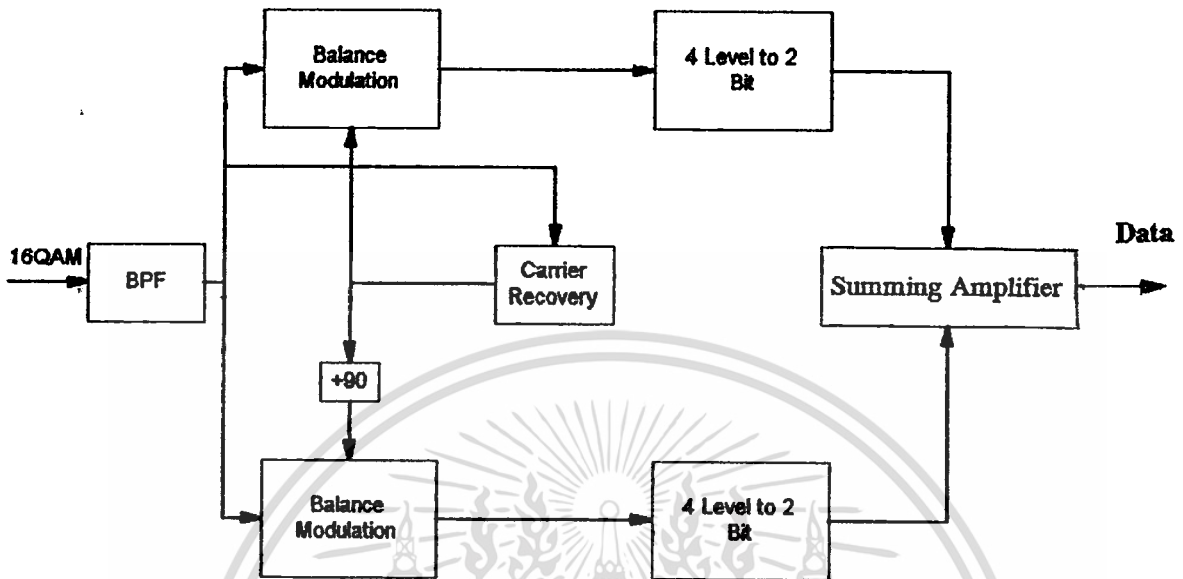 Balance
Modulation
4 Level to 2
Bit
16QAM
BPF
Carrier
Recovery
Data
Summing Amplifier
+90
Balance
Modulation
4 Level to 2
Bit